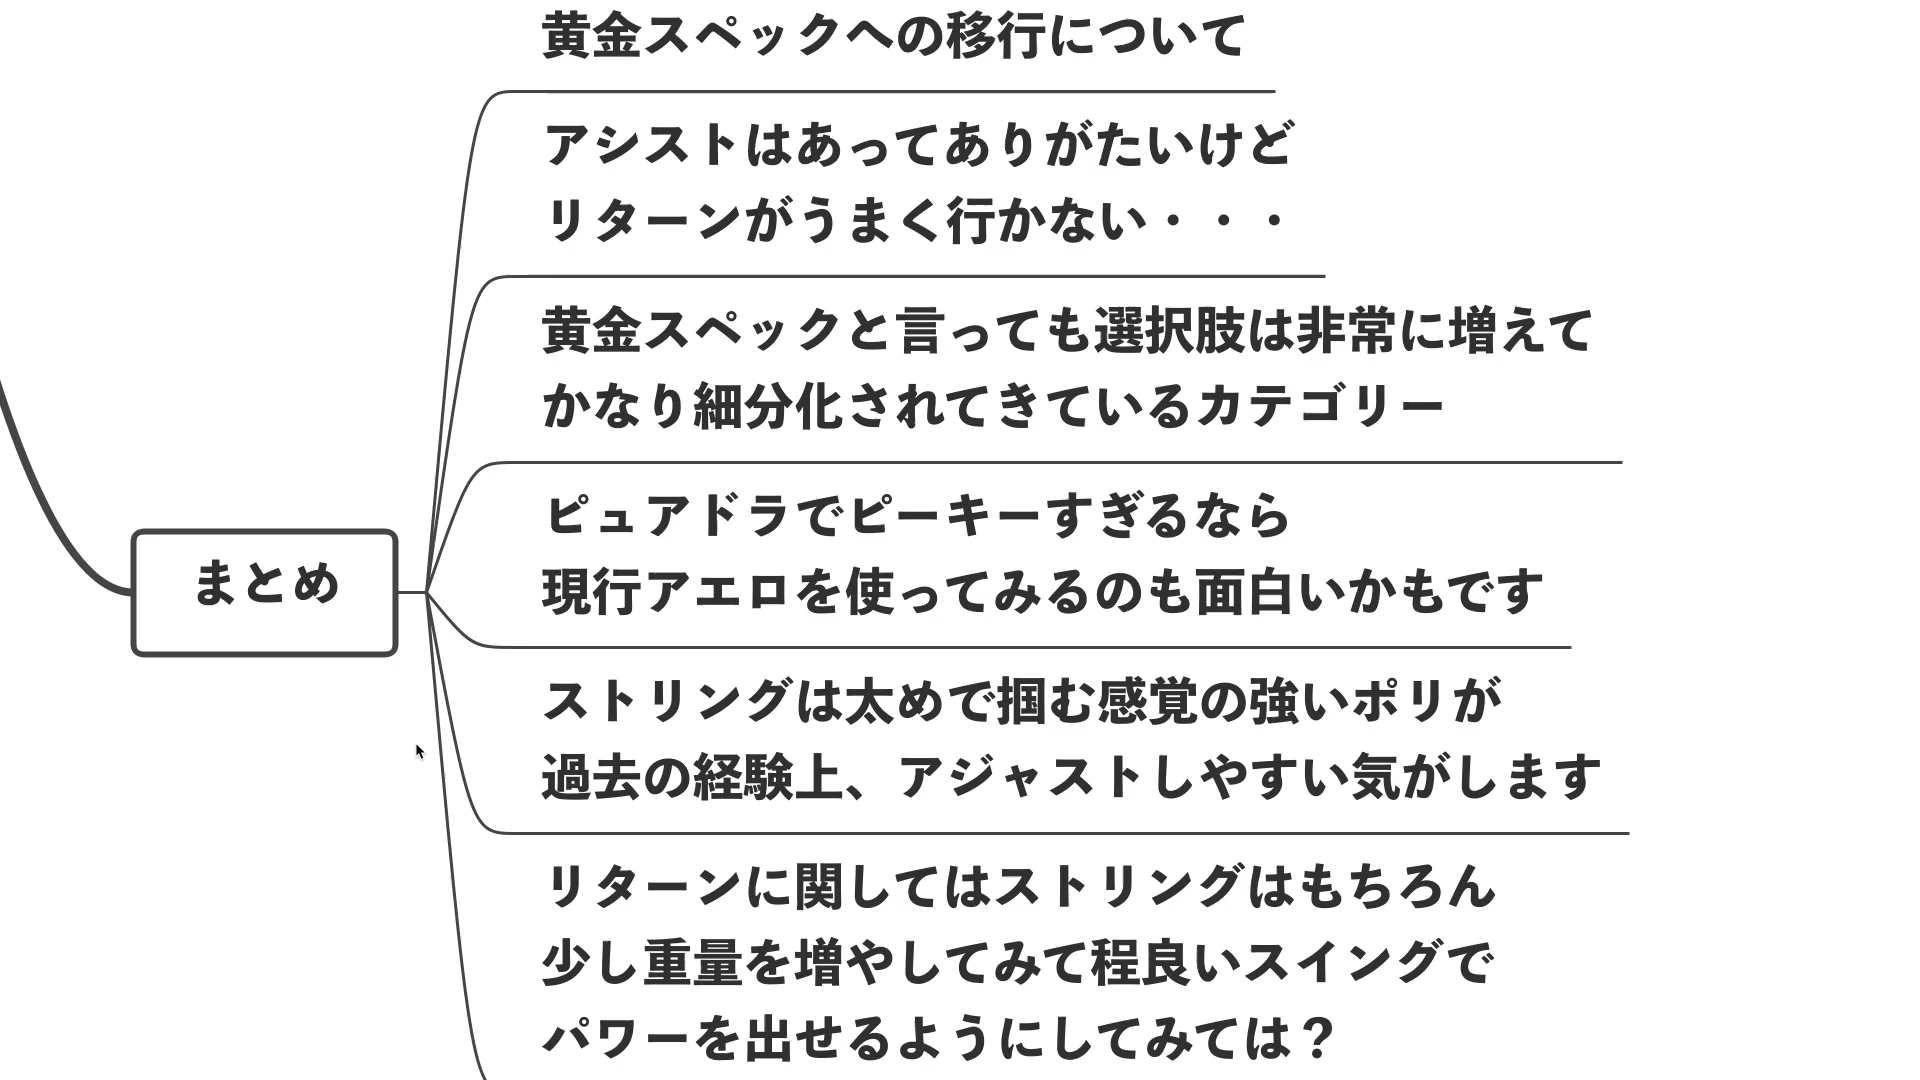 黄金スペックへの移行について
アシストはあってありがたいけど
リターンがうまく行かない・・・
黄金スペックと言っても選択肢は非常に増えて
かなり細分化されてきているカテゴリー
まとめ
ピュアドラでピーキーすぎるなら
現行アエロを使ってみるのも面白いかもです
ストリングは太めで掴む感覚の強いポリが
過去の経験上、アジャストしやすい気がします
リターンに関してはストリングはもちろん
少し重量を増やしてみて程良いスイングで
パワーを出せるようにしてみては？